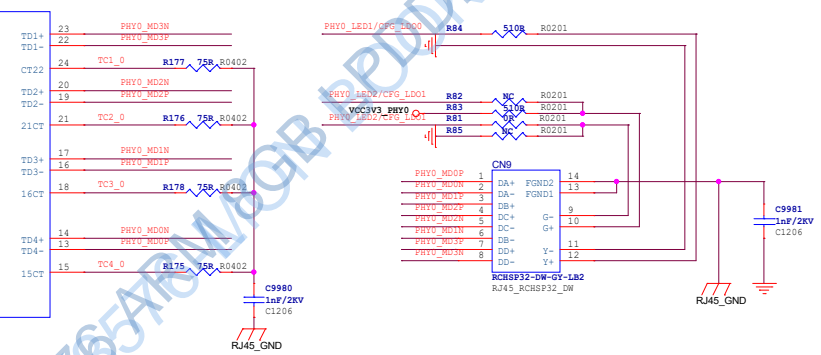 TD1+ 23 PHY0_MD3N
TD1- 22 PHY0_MD3P
CT22 24 TC1_0 R177 75R R0402
TD2+ 20 PHY0_MD2N
TD2- 19 PHY0_MD2P
21CT 21 TC2_0 R176 75R R0402
TD3+ 17 PHY0_MD1N
TD3- 16 PHY0_MD1P
16CT 18 TC3_0 R178 75R R0402
TD4+ 14 PHY0_MD0N
TD4- 13 PHY0_MD0P
15CT 15 TC4_0 R175 75R R0402
C9980
1nF/2KV
C1206
RJ45_GND
PHY0_LED1/CFG_LDO0 R84 510R R0201
PHY0_LED2/CFG_LDO1 R82 NC R0201
VCC3V3_PHY0 R83 510R R0201
PHY0_LED2/CFG_LDO1 R81 0R R0201
R85 NC R0201
CN9
PHY0_MD0P 1 DA+ FGND2 14
PHY0_MD0N 2 DA- FGND1 13
PHY0_MD1P 3 DB+
PHY0_MD2P 4 DC+ G- 9
PHY0_MD2N 5 DC- G+ 10
PHY0_MD1N 6 DB-
PHY0_MD3P 7 DD+ Y- 11
PHY0_MD3N 8 DD- Y+ 12
RCHSP32-DW-GY-LB2
RJ45_RCHSP32_DW
C9981
1nF/2KV
C1206
RJ45_GND